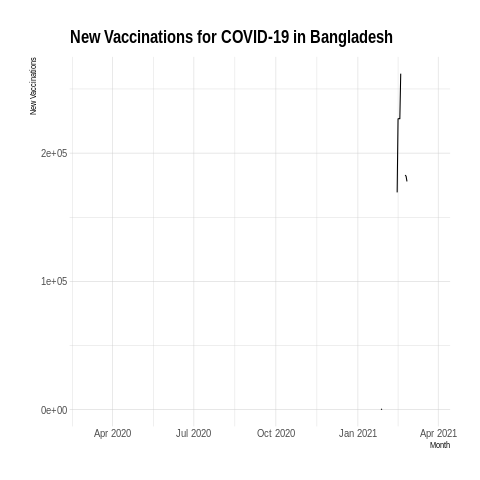 New Vaccinations for COVID-19 in Bangladesh
New Vaccinations
2e+05
1e+05
0e+00
Apr 2020 Jul 2020 Oct 2020 Jan 2021 Apr 2021
Month